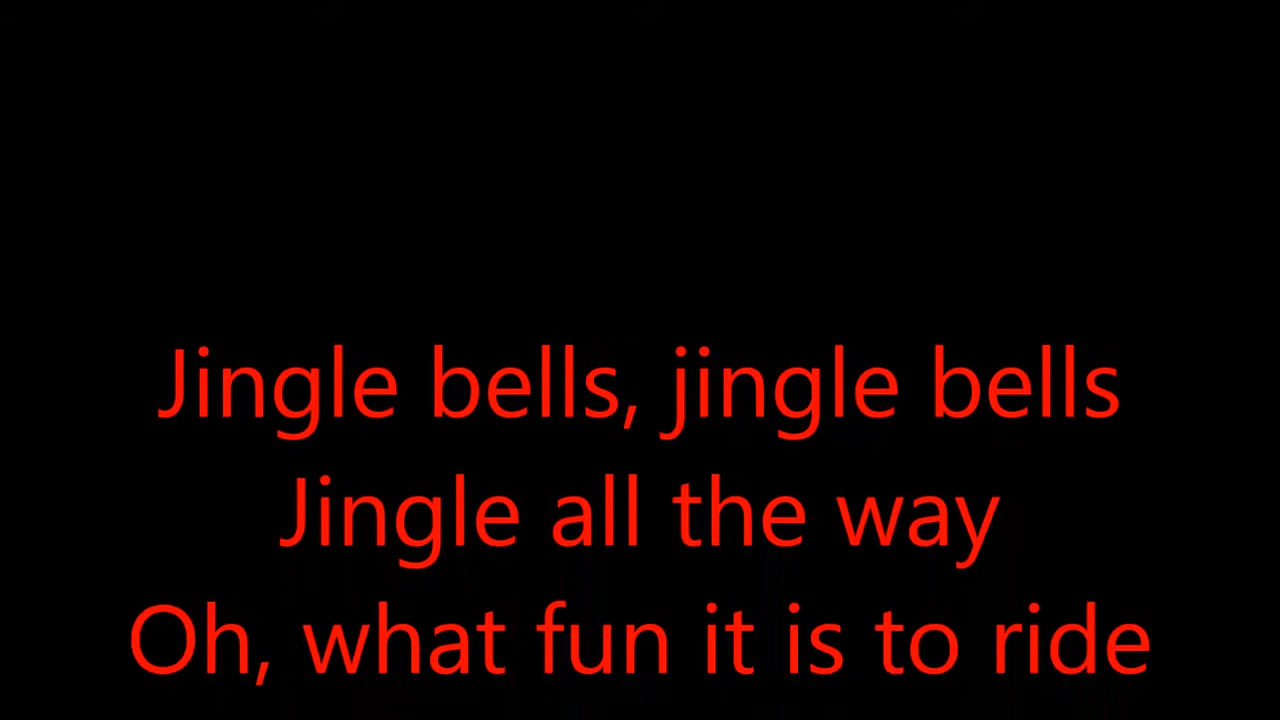 Jingle bells, jingle bells
Jingle all the way
Oh, what fun it is to ride